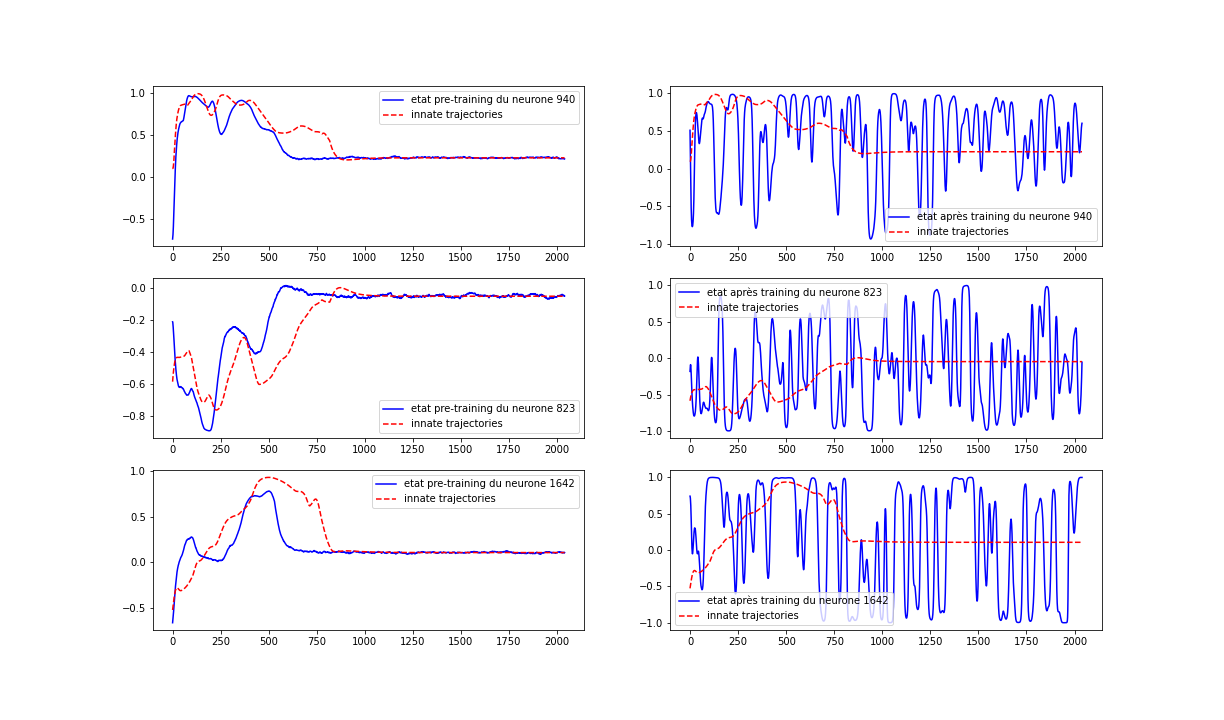 1.0
0.5
0.0
−0.5
etat pre-training du neurone 940
innate trajectories
0 250 500 750 1000 1250 1500 1750 2000
1.0
0.5
0.0
−0.5
−1.0
etat après training du neurone 940
innate trajectories
0 250 500 750 1000 1250 1500 1750 2000
0.0
−0.2
−0.4
−0.6
−0.8
etat pre-training du neurone 823
innate trajectories
0 250 500 750 1000 1250 1500 1750 2000
1.0
0.5
0.0
−0.5
−1.0
etat après training du neurone 823
innate trajectories
0 250 500 750 1000 1250 1500 1750 2000
1.0
0.5
0.0
−0.5
etat pre-training du neurone 1642
innate trajectories
0 250 500 750 1000 1250 1500 1750 2000
1.0
0.5
0.0
−0.5
−1.0
etat après training du neurone 1642
innate trajectories
0 250 500 750 1000 1250 1500 1750 2000